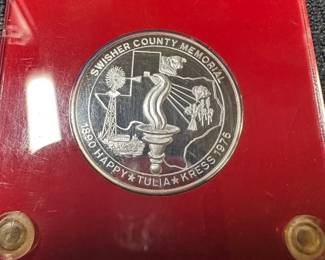 SWISHER COUNTY MEMORIAL
1890 HAPPY★TULIA★KRESS 1976